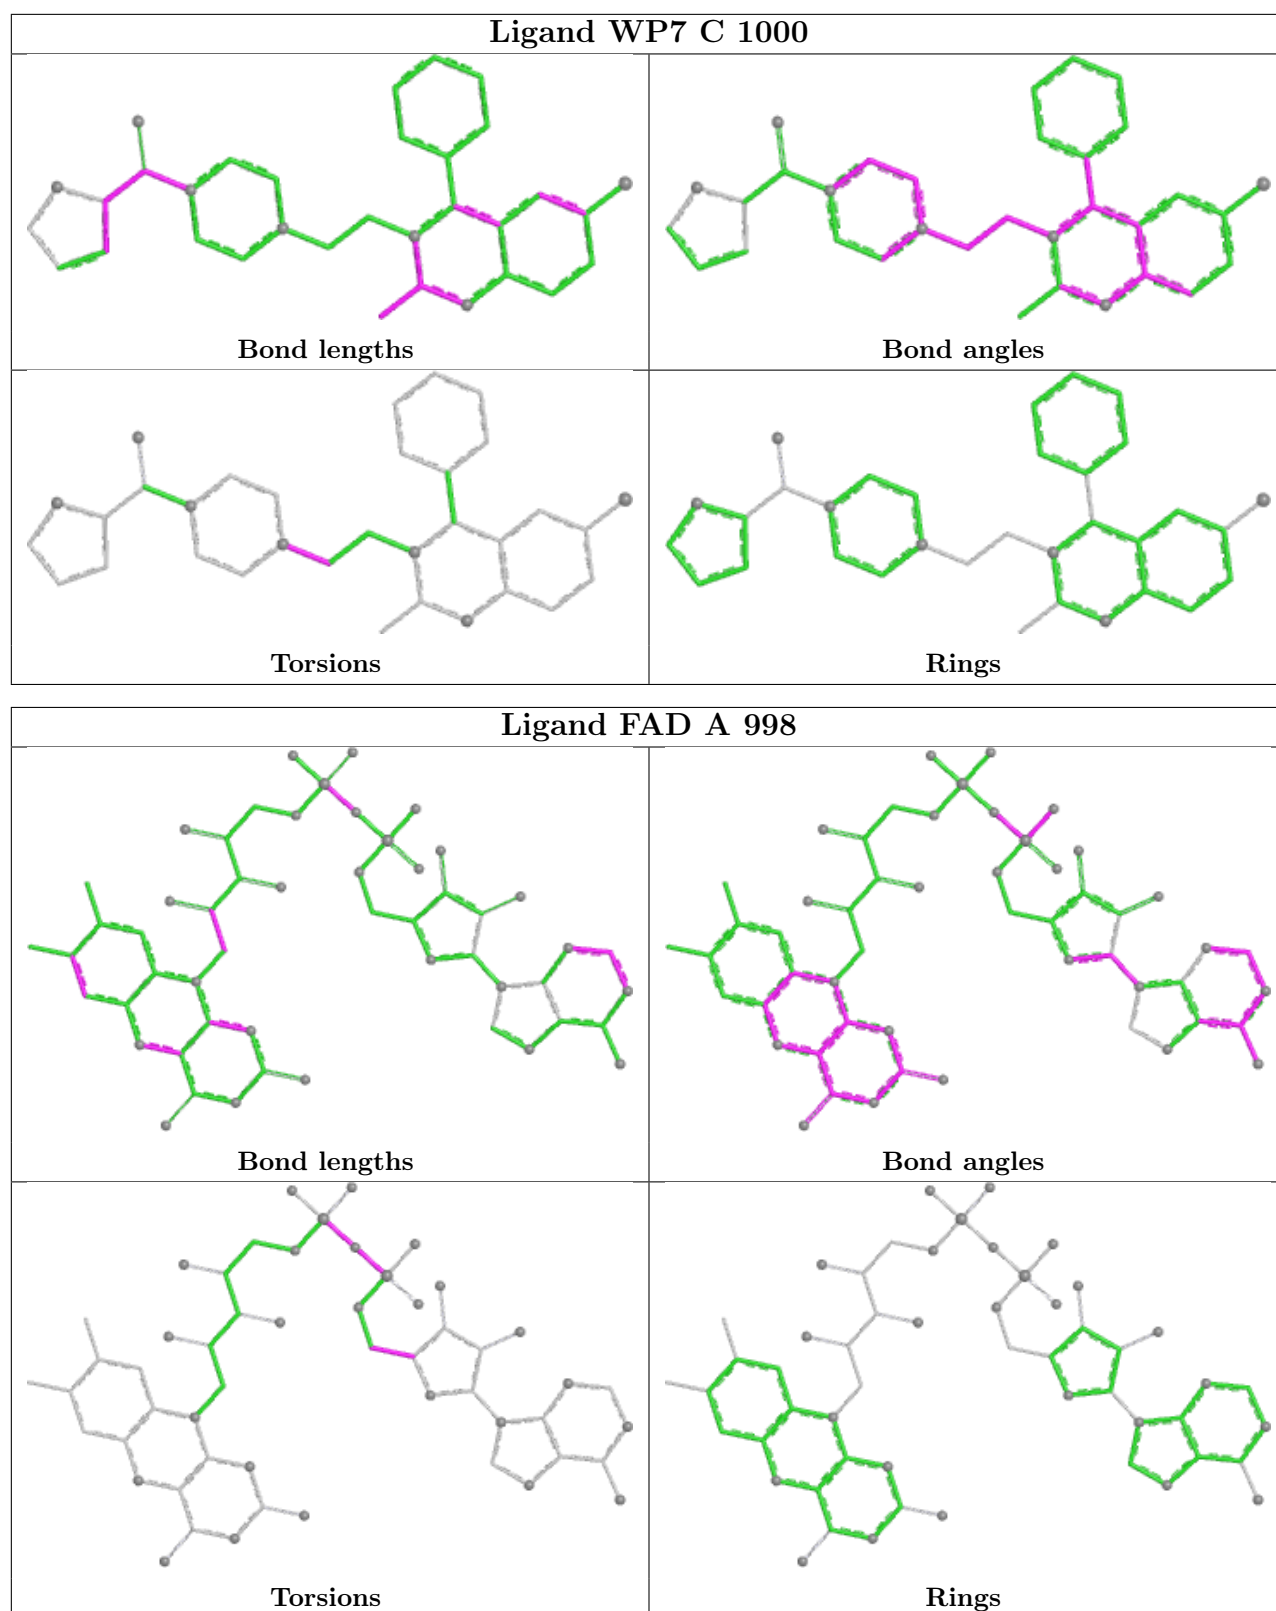 Ligand WP7 C 1000
Bond lengths
Bond angles
Torsions
Rings
Ligand FAD A 998
Bond lengths
Bond angles
Torsions
Rings